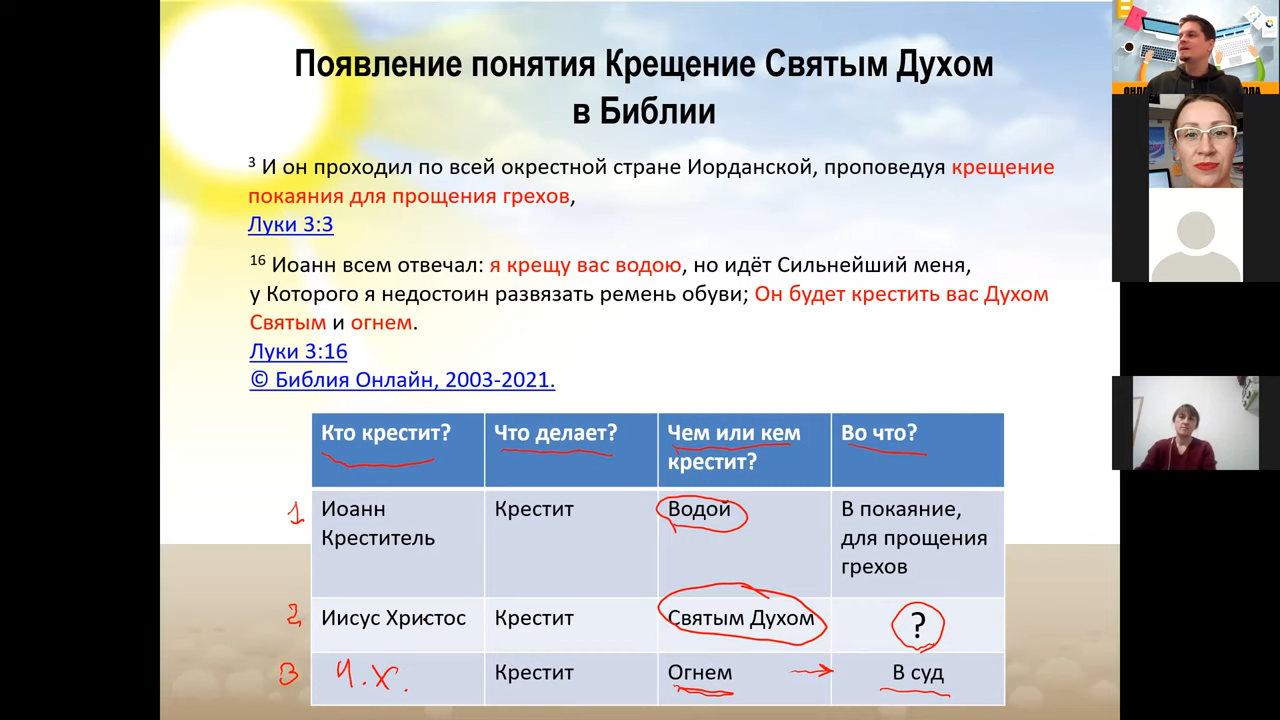 Появление понятия Крещение Святым Духом
в Библии
3 И он проходил по всей окрестной стране Иорданской, проповедуя крещение
покаяния для прощения грехов,
Луки 3:3
16 Иоанн всем отвечал: я крещу вас водою, но идёт Сильнейший меня,
у Которого я недостоин развязать ремень обуви; Он будет крестить вас Духом
Святым и огнем.
Луки 3:16
© Библия Онлайн, 2003-2021.
Кто крестит? Что делает? Чем или кем крестит? Во что?
1 Иоанн Креститель Крестит Водой В покаяние, для прощения грехов
2 Иисус Христос Крестит Святым Духом ?
3 И.Х. Крестит Огнем → В суд